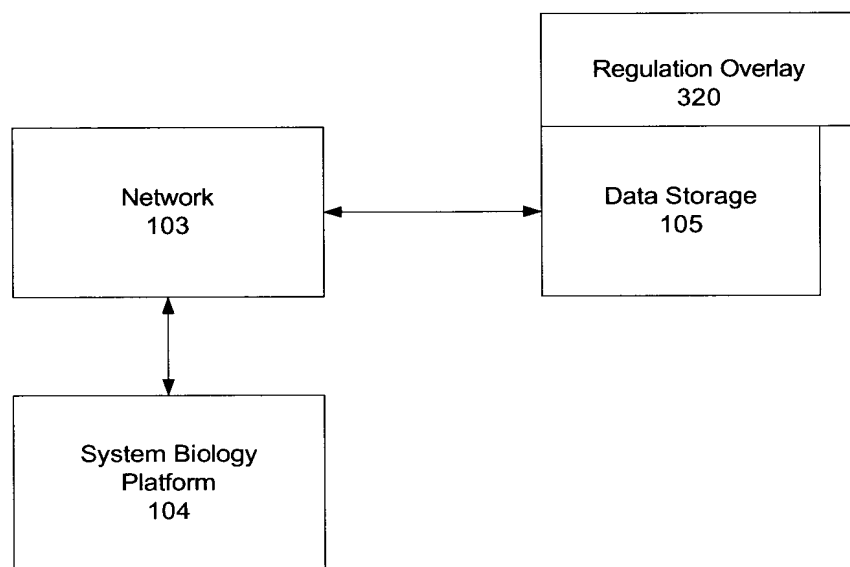 Regulation Overlay
320
Network
103
Data Storage
105
System Biology
Platform
104